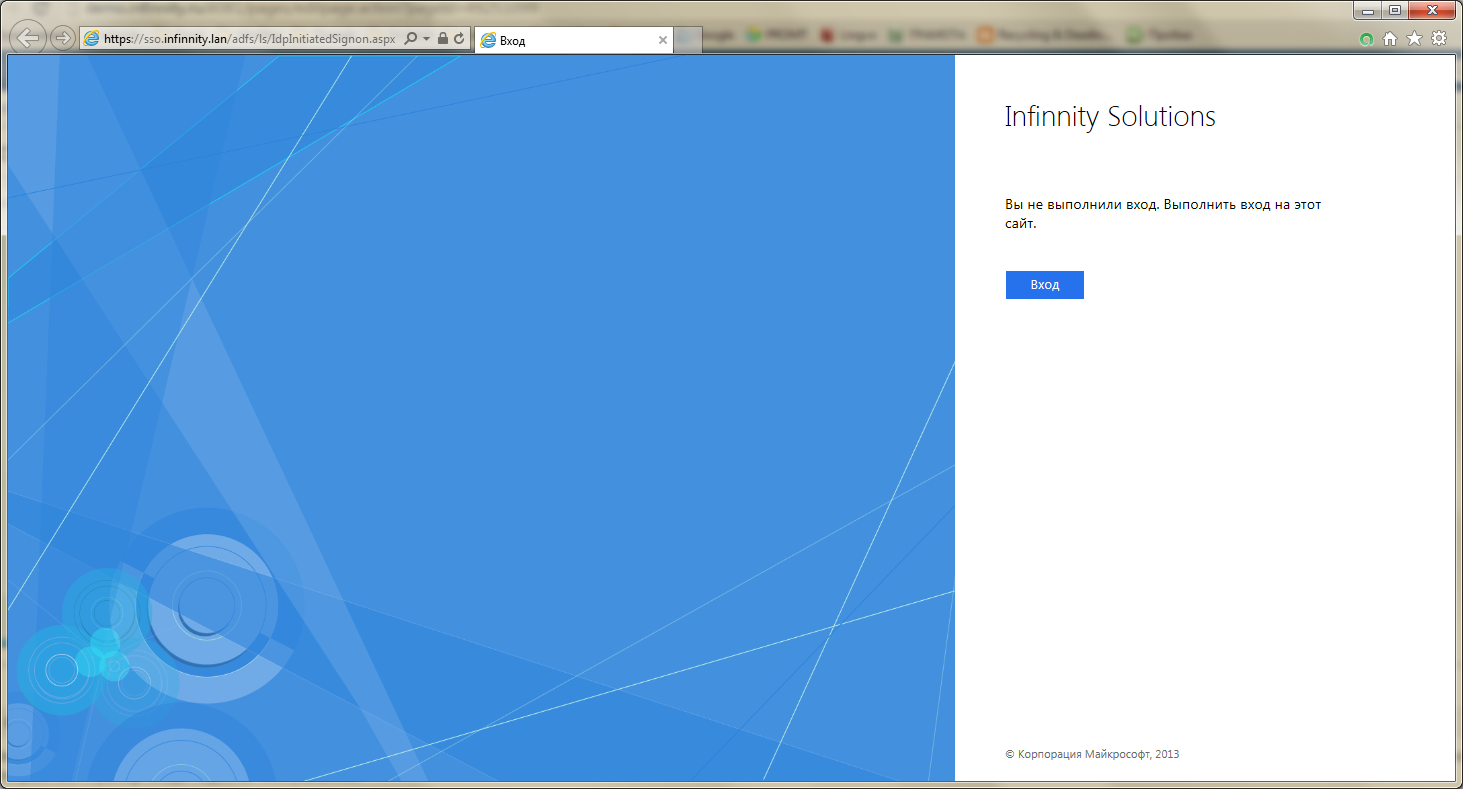 https://sso.infinnity.lan/adfs/ls/IdpInitiatedSignon.aspx
Вход
Infinnity Solutions
Вы не выполнили вход. Выполнить вход на этот
сайт.
Вход
© Корпорация Майкрософт, 2013